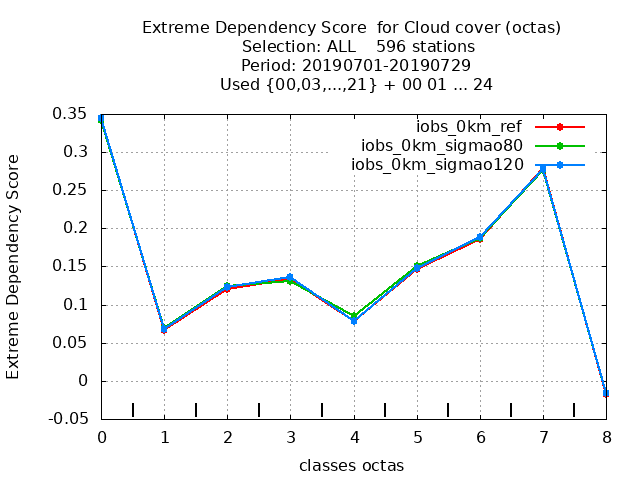 Extreme Dependency Score  for Cloud cover (octas)
Selection: ALL    596 stations
Period: 20190701-20190729
Used {00,03,...,21} + 00 01 ... 24
iobs_0km_ref
iobs_0km_sigmao80
iobs_0km_sigmao120
Extreme Dependency Score
0.35
0.3
0.25
0.2
0.15
0.1
0.05
0
-0.05
0 1 2 3 4 5 6 7 8
classes octas